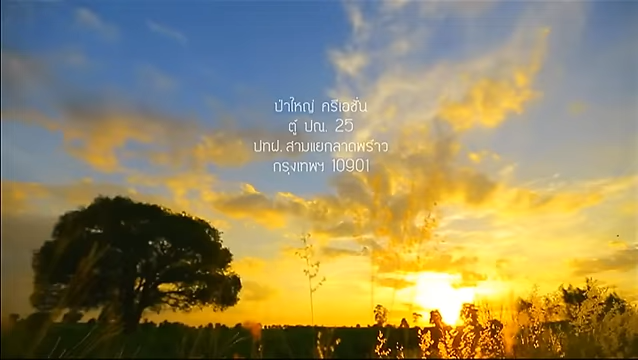 ป่าใหญ่ ครีเอชั่น
ตู้ ปณ. 25
ปทฝ. สามแยกลาดพร้าว
กรุงเทพฯ 10901